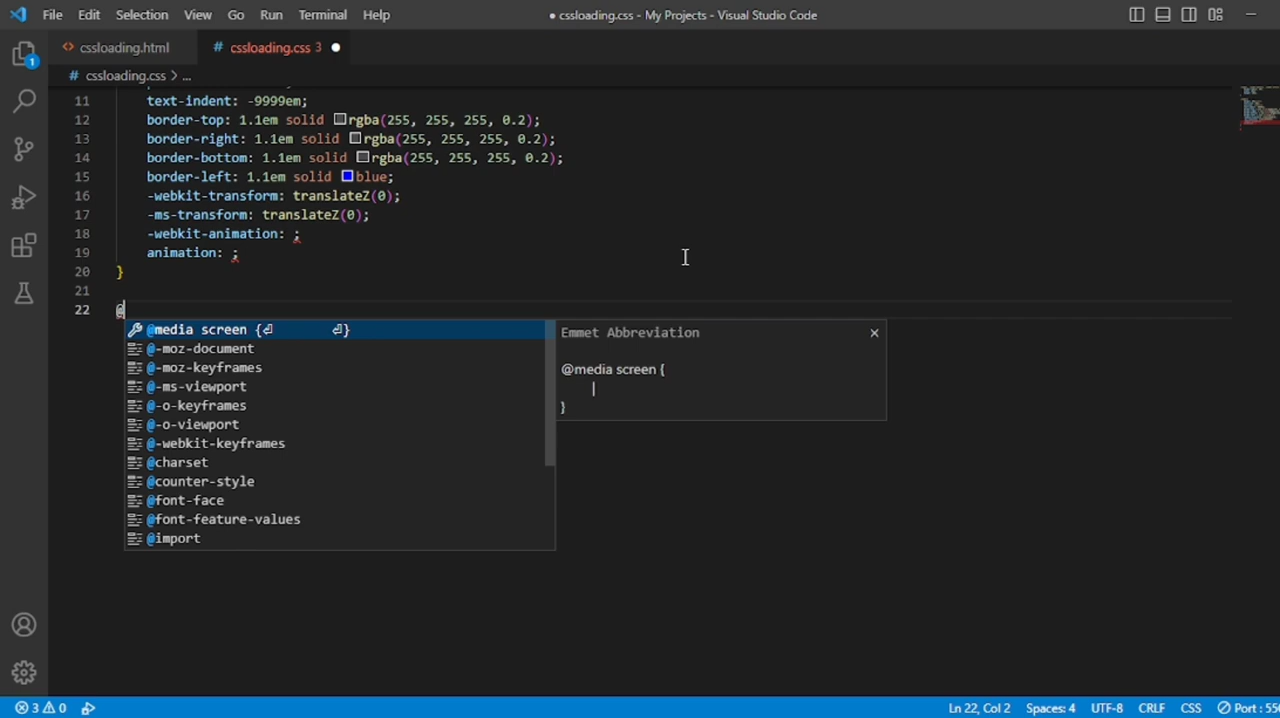 File Edit Selection View Go Run Terminal Help
● cssloading.css - My Projects - Visual Studio Code
1
<> cssloading.html
# cssloading.css 3 ●
# cssloading.css > ...
11 text-indent: -9999em;
12 border-top: 1.1em solid rgba(255, 255, 255, 0.2);
13 border-right: 1.1em solid rgba(255, 255, 255, 0.2);
14 border-bottom: 1.1em solid rgba(255, 255, 255, 0.2);
15 border-left: 1.1em solid blue;
16 -webkit-transform: translateZ(0);
17 -ms-transform: translateZ(0);
18 -webkit-animation: ;
19 animation: ;
20 }
21
22 @
@media screen {⏎ ⏎}
@-moz-document
@-moz-keyframes
@-ms-viewport
@-o-keyframes
@-o-viewport
@-webkit-keyframes
@charset
@counter-style
@font-face
@font-feature-values
@import
Emmet Abbreviation
@media screen {
|
}
3 0
Ln 22, Col 2 Spaces: 4 UTF-8 CRLF CSS Port : 550